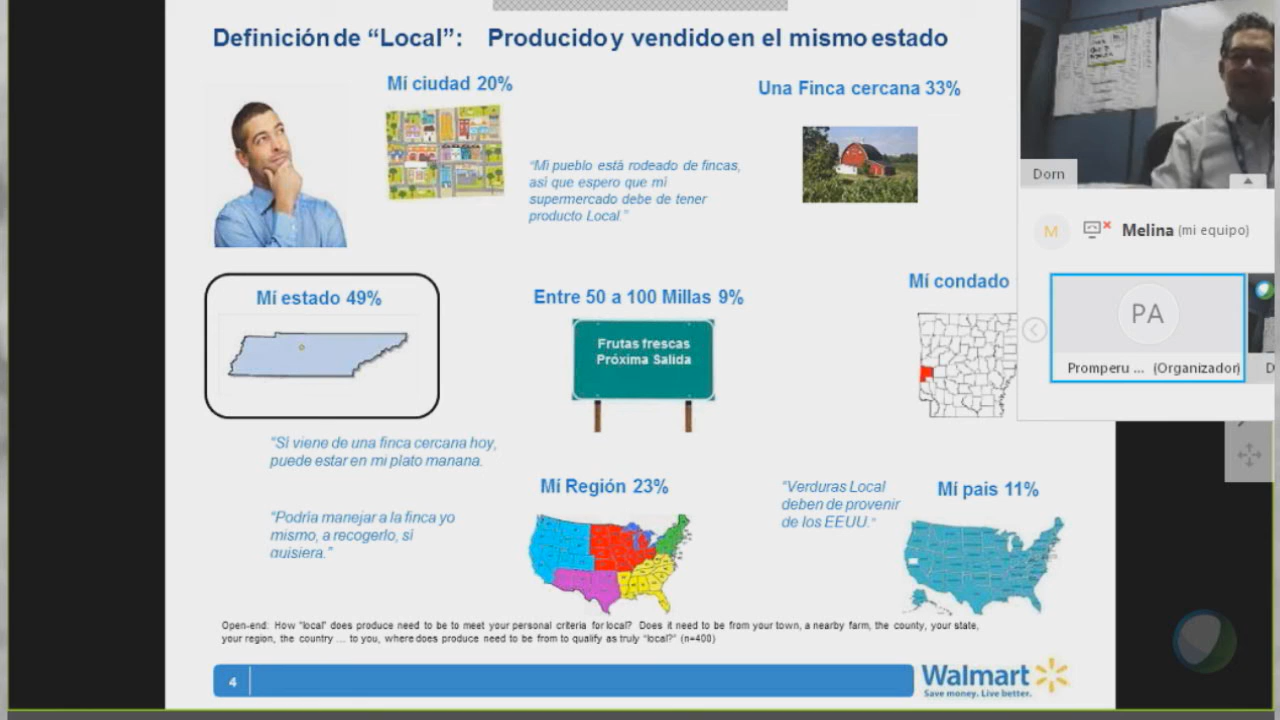 Definición de “Local”: Producido y vendido en el mismo estado
Mí ciudad 20%
Una Finca cercana 33%
“Mi pueblo está rodeado de fincas,
así que espero que mi
supermercado debe de tener
producto Local ”
Mí estado 49%
Entre 50 a 100 Millas 9%
Mí condado
Frutas frescas
Próxima Salida
“Sí viene de una finca cercana hoy,
puede estar en mi plato manana.
“Podría manejar a la finca yo
mismo, a recogerlo, sí
quisiera.”
Mí Región 23%
“Verduras Local
deben de provenir
de los EEUU.”
Mí pais 11%
Open-end: How “local” does produce need to be to meet your personal criteria for local? Does it need to be from your town, a nearby farm, the county, your state,
your region, the country … to you, where does produce need to be from to qualify as truly “local?” (n=400)
4
Walmart
Save money. Live better.
Dorn
M
Melina (mi equipo)
PA
Promperu ... (Organizador)
D